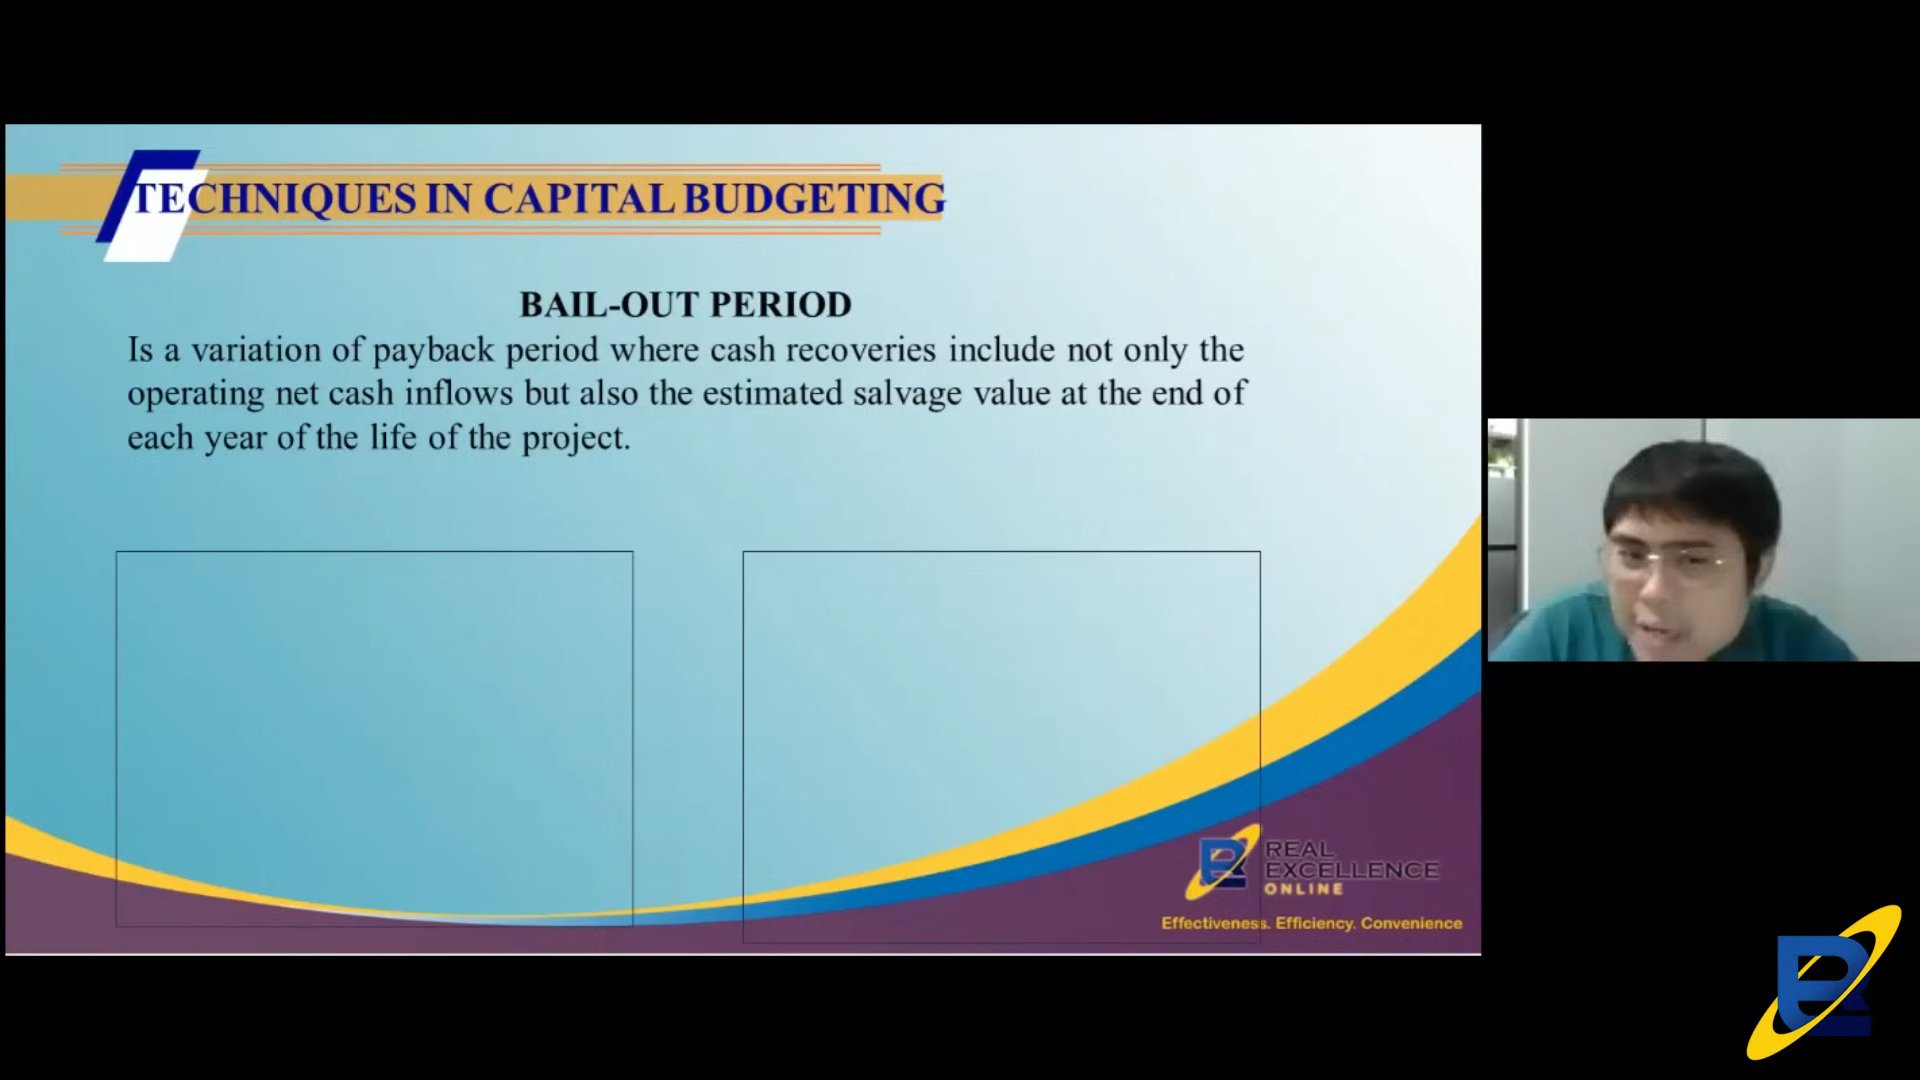 TECHNIQUES IN CAPITAL BUDGETING
BAIL-OUT PERIOD
Is a variation of payback period where cash recoveries include not only the
operating net cash inflows but also the estimated salvage value at the end of
each year of the life of the project.
REAL
EXCELLENCE
ONLINE
Effectiveness. Efficiency. Convenience